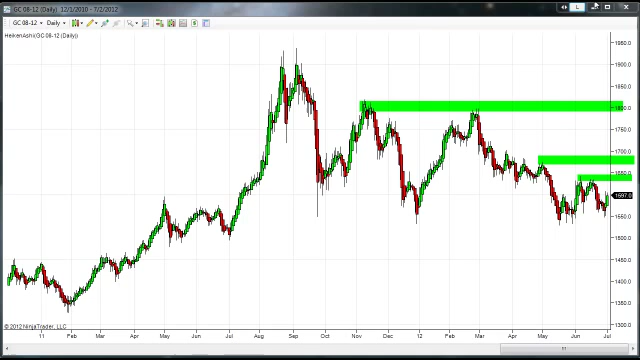 GC 08-12 (Daily) 12/1/2010 - 7/2/2012
L
GC 08-12 Daily
HeikenAshi(GC 08-12 (Daily))
1950.0
1900.0
1850.0
1800.0
1750.0
1700.0
1650.0
1597.0
1550.0
1500.0
1450.0
1400.0
1350.0
1300.0
© 2012 NinjaTrader, LLC
11 Feb Mar Apr May Jun Jul Aug Sep Oct Nov Dec 12 Feb Mar Apr May Jun Jul